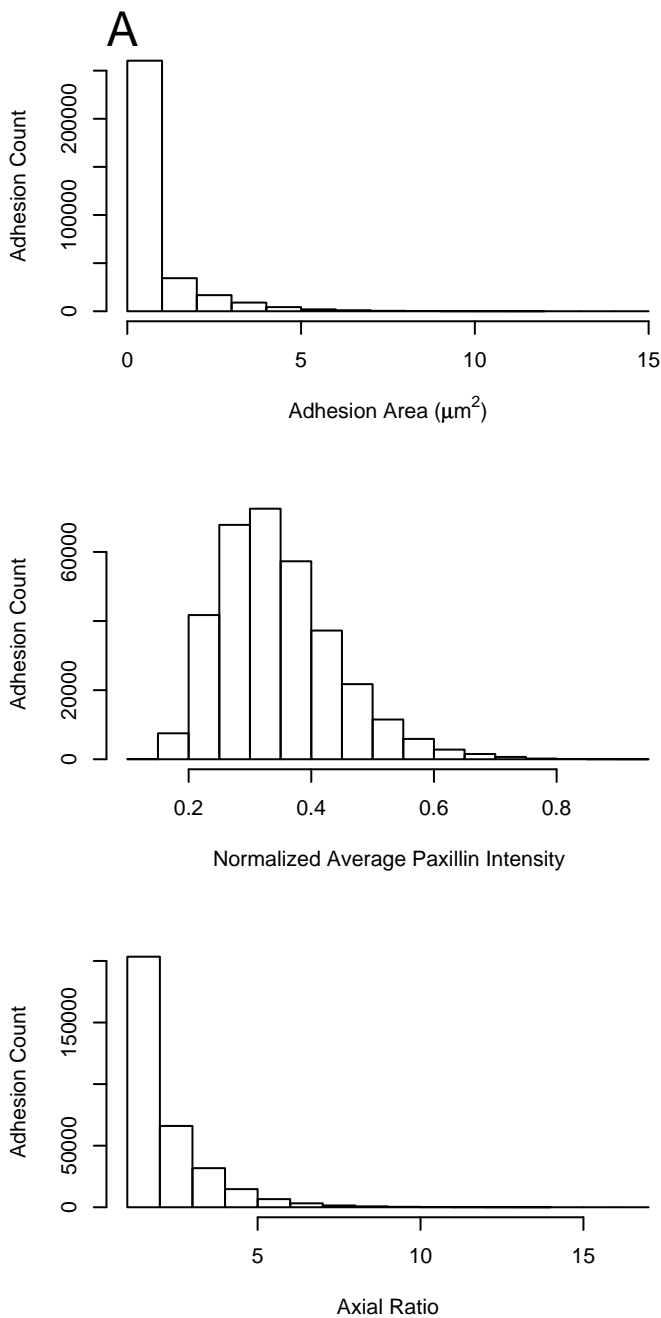 A
Adhesion Count
200000
100000
0
0 5 10 15
Adhesion Area (μm²)
Adhesion Count
60000
20000
0
0.2 0.4 0.6 0.8
Normalized Average Paxillin Intensity
Adhesion Count
150000
50000
0
5 10 15
Axial Ratio